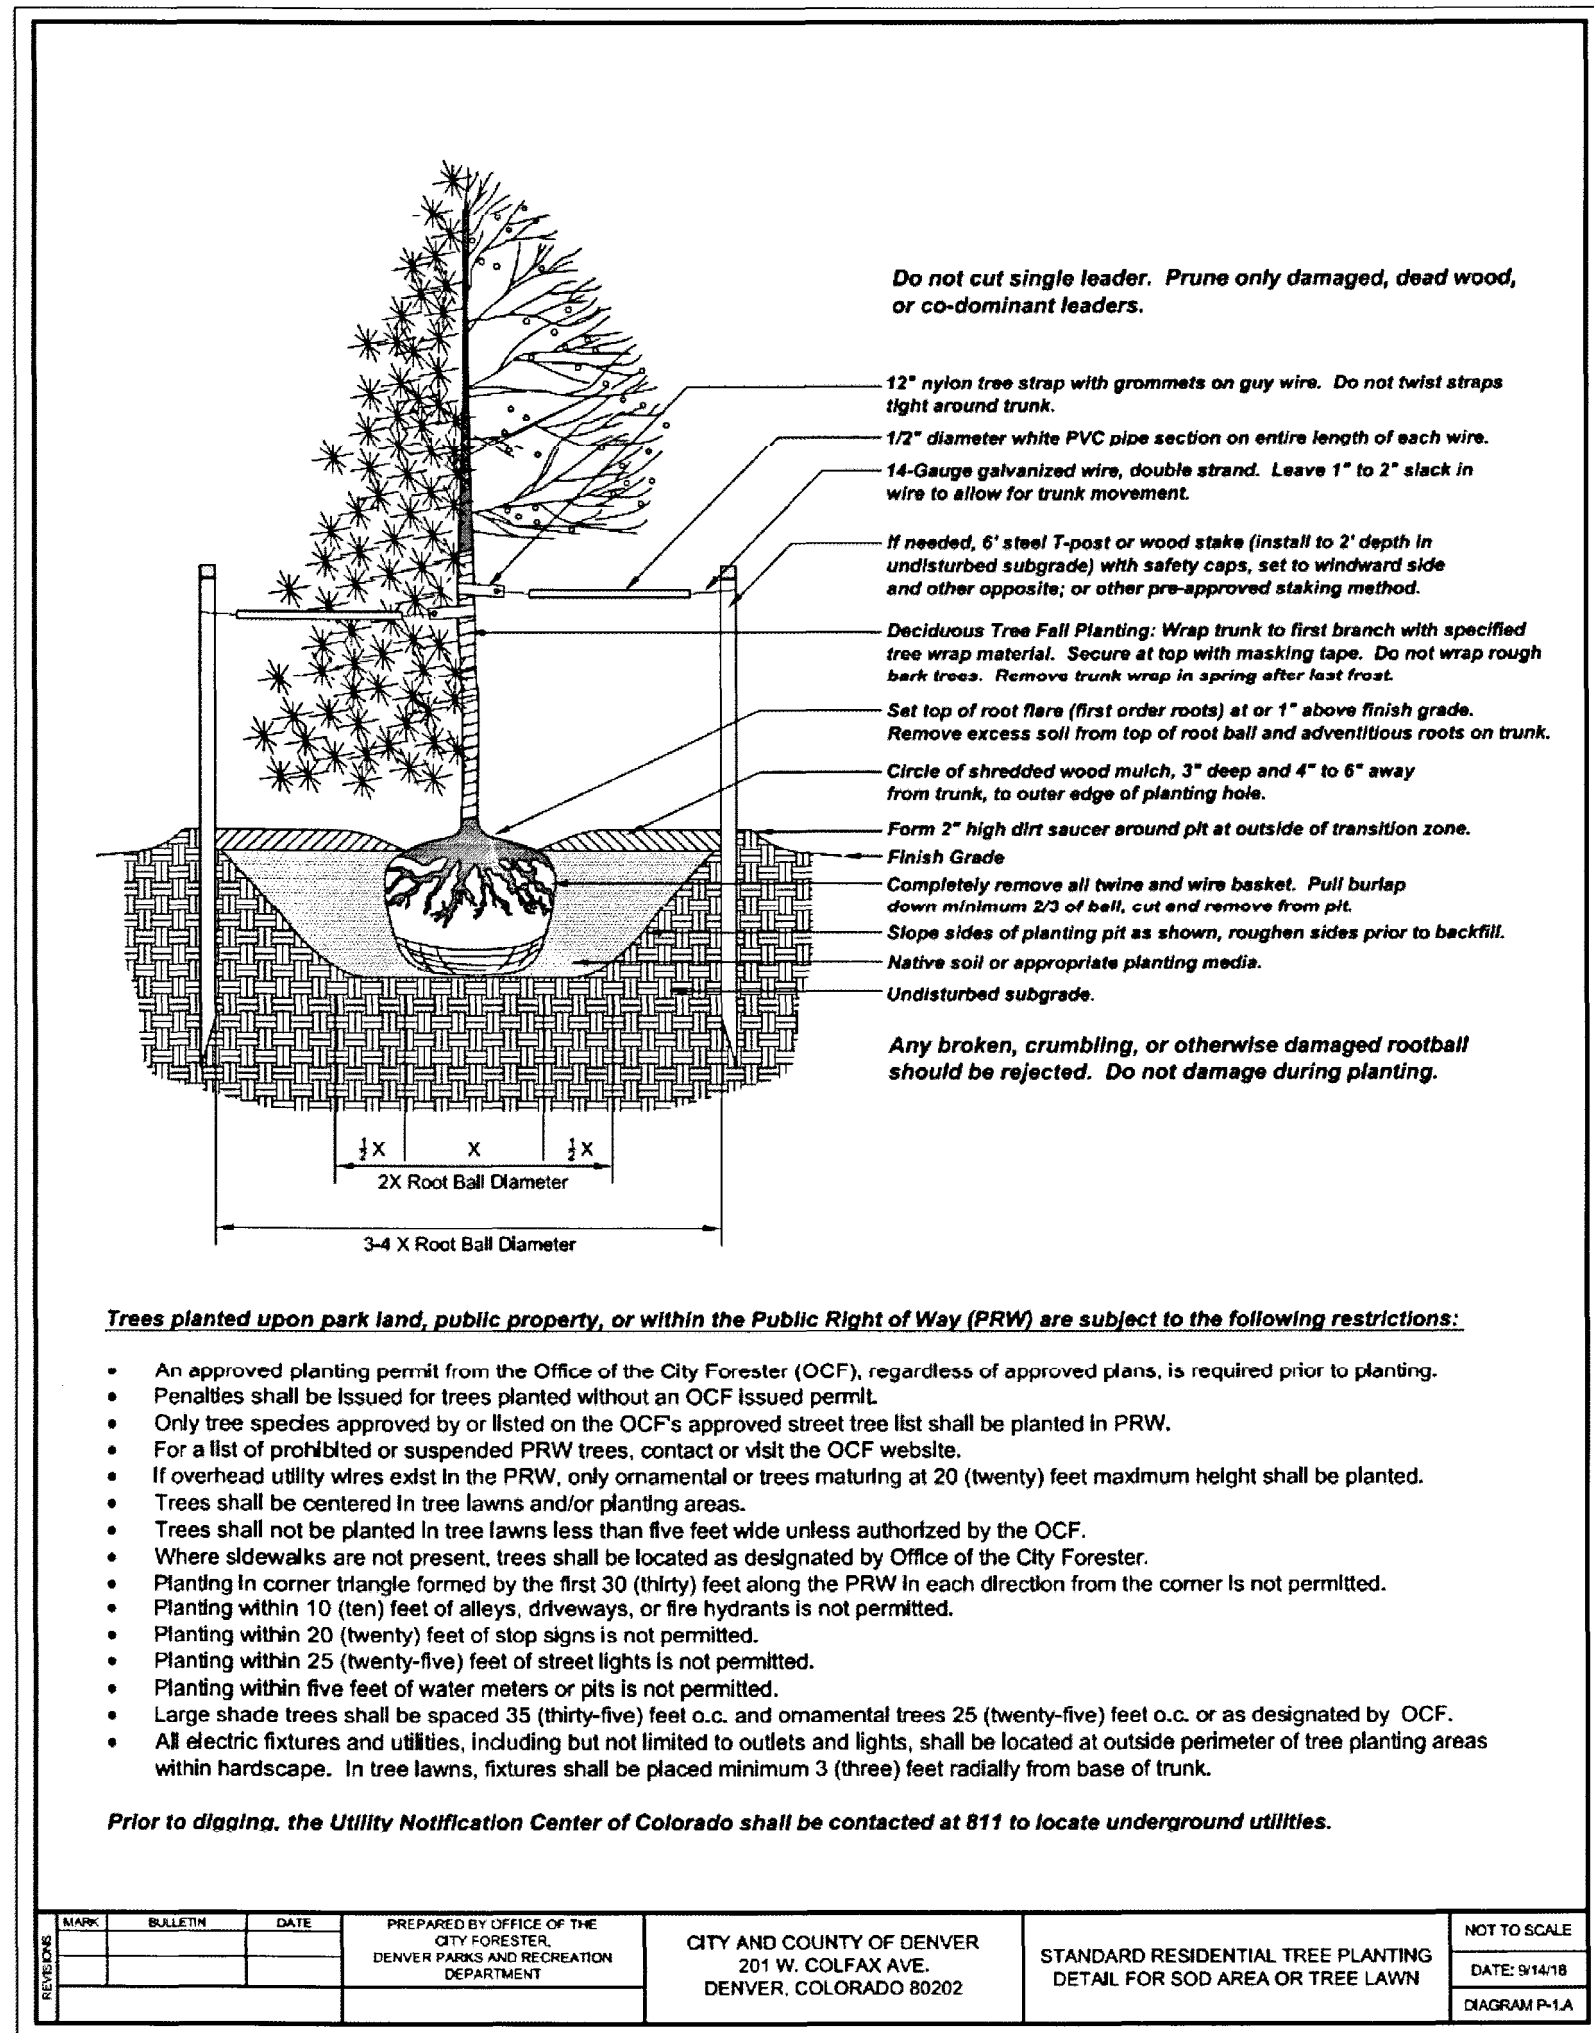 Do not cut single leader. Prune only damaged, dead wood,
or co-dominant leaders.
12" nylon tree strap with grommets on guy wire. Do not twist straps
tight around trunk.
1/2" diameter white PVC pipe section on entire length of each wire.
14-Gauge galvanized wire, double strand. Leave 1" to 2" slack in
wire to allow for trunk movement.
If needed, 6' steel T-post or wood stake (install to 2' depth in
undisturbed subgrade) with safety caps, set to windward side
and other opposite; or other pre-approved staking method.
Deciduous Tree Fall Planting: Wrap trunk to first branch with specified
tree wrap material. Secure at top with masking tape. Do not wrap rough
bark trees. Remove trunk wrap in spring after last frost.
Set top of root flare (first order roots) at or 1" above finish grade.
Remove excess soil from top of root ball and adventitious roots on trunk.
Circle of shredded wood mulch, 3" deep and 4" to 6" away
from trunk, to outer edge of planting hole.
Form 2" high dirt saucer around pit at outside of transition zone.
Finish Grade
Completely remove all twine and wire basket. Pull burlap
down minimum 2/3 of ball, cut and remove from pit.
Slope sides of planting pit as shown, roughen sides prior to backfill.
Native soil or appropriate planting media.
Undisturbed subgrade.
Any broken, crumbling, or otherwise damaged rootball
should be rejected. Do not damage during planting.
½ X X ½ X
2X Root Ball Diameter
3-4 X Root Ball Diameter
Trees planted upon park land, public property, or within the Public Right of Way (PRW) are subject to the following restrictions:
• An approved planting permit from the Office of the City Forester (OCF), regardless of approved plans, is required prior to planting.
• Penalties shall be issued for trees planted without an OCF issued permit.
• Only tree species approved by or listed on the OCF's approved street tree list shall be planted in PRW.
• For a list of prohibited or suspended PRW trees, contact or visit the OCF website.
• If overhead utility wires exist in the PRW, only ornamental or trees maturing at 20 (twenty) feet maximum height shall be planted.
• Trees shall be centered in tree lawns and/or planting areas.
• Trees shall not be planted in tree lawns less than five feet wide unless authorized by the OCF.
• Where sidewalks are not present, trees shall be located as designated by Office of the City Forester.
• Planting in corner triangle formed by the first 30 (thirty) feet along the PRW in each direction from the corner is not permitted.
• Planting within 10 (ten) feet of alleys, driveways, or fire hydrants is not permitted.
• Planting within 20 (twenty) feet of stop signs is not permitted.
• Planting within 25 (twenty-five) feet of street lights is not permitted.
• Planting within five feet of water meters or pits is not permitted.
• Large shade trees shall be spaced 35 (thirty-five) feet o.c. and ornamental trees 25 (twenty-five) feet o.c. or as designated by OCF.
• All electric fixtures and utilities, including but not limited to outlets and lights, shall be located at outside perimeter of tree planting areas
within hardscape. In tree lawns, fixtures shall be placed minimum 3 (three) feet radially from base of trunk.
Prior to digging, the Utility Notification Center of Colorado shall be contacted at 811 to locate underground utilities.
REVISIONS
MARK BULLETIN DATE
PREPARED BY OFFICE OF THE
CITY FORESTER,
DENVER PARKS AND RECREATION
DEPARTMENT
CITY AND COUNTY OF DENVER
201 W. COLFAX AVE.
DENVER, COLORADO 80202
STANDARD RESIDENTIAL TREE PLANTING
DETAIL FOR SOD AREA OR TREE LAWN
NOT TO SCALE
DATE: 9/14/18
DIAGRAM P-1.A